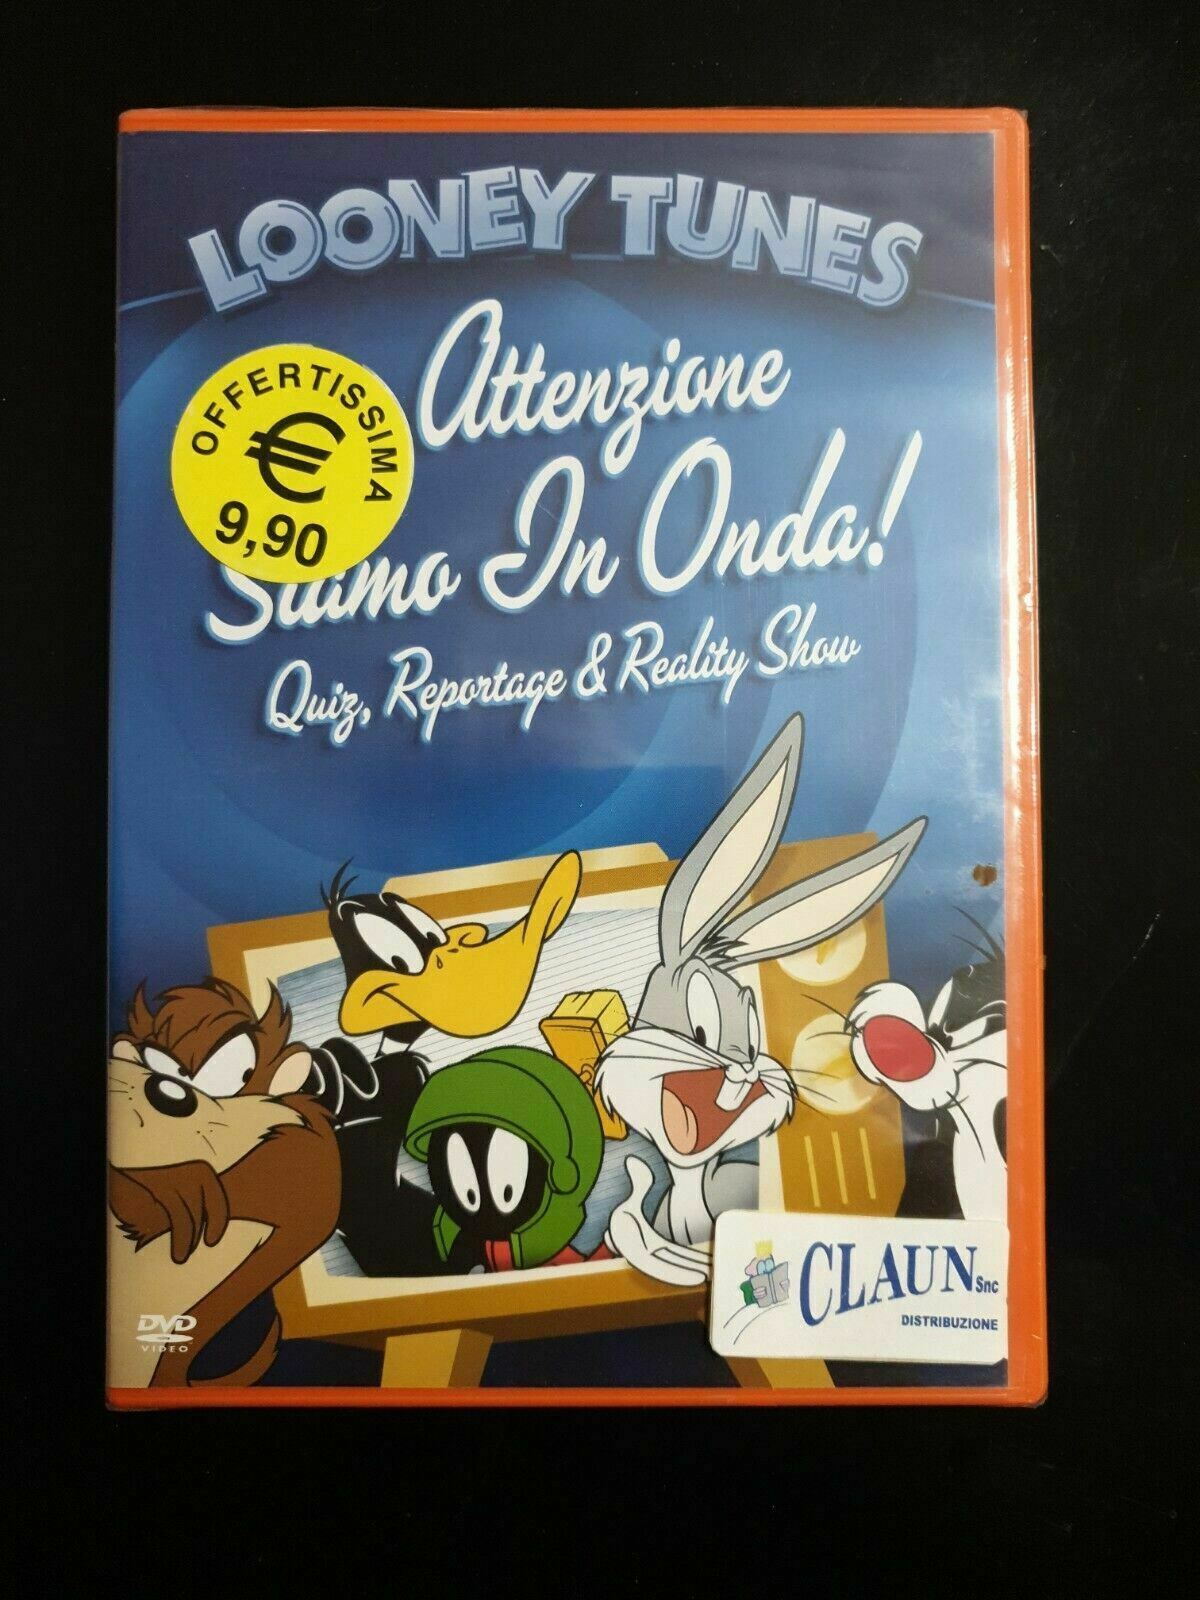 LOONEY TUNES
OFFERTISSIMA
€
9,90
Attenzione
Siamo In Onda!
Quiz, Reportage & Reality Show
CLAUN Snc
DISTRIBUZIONE
DVD
VIDEO